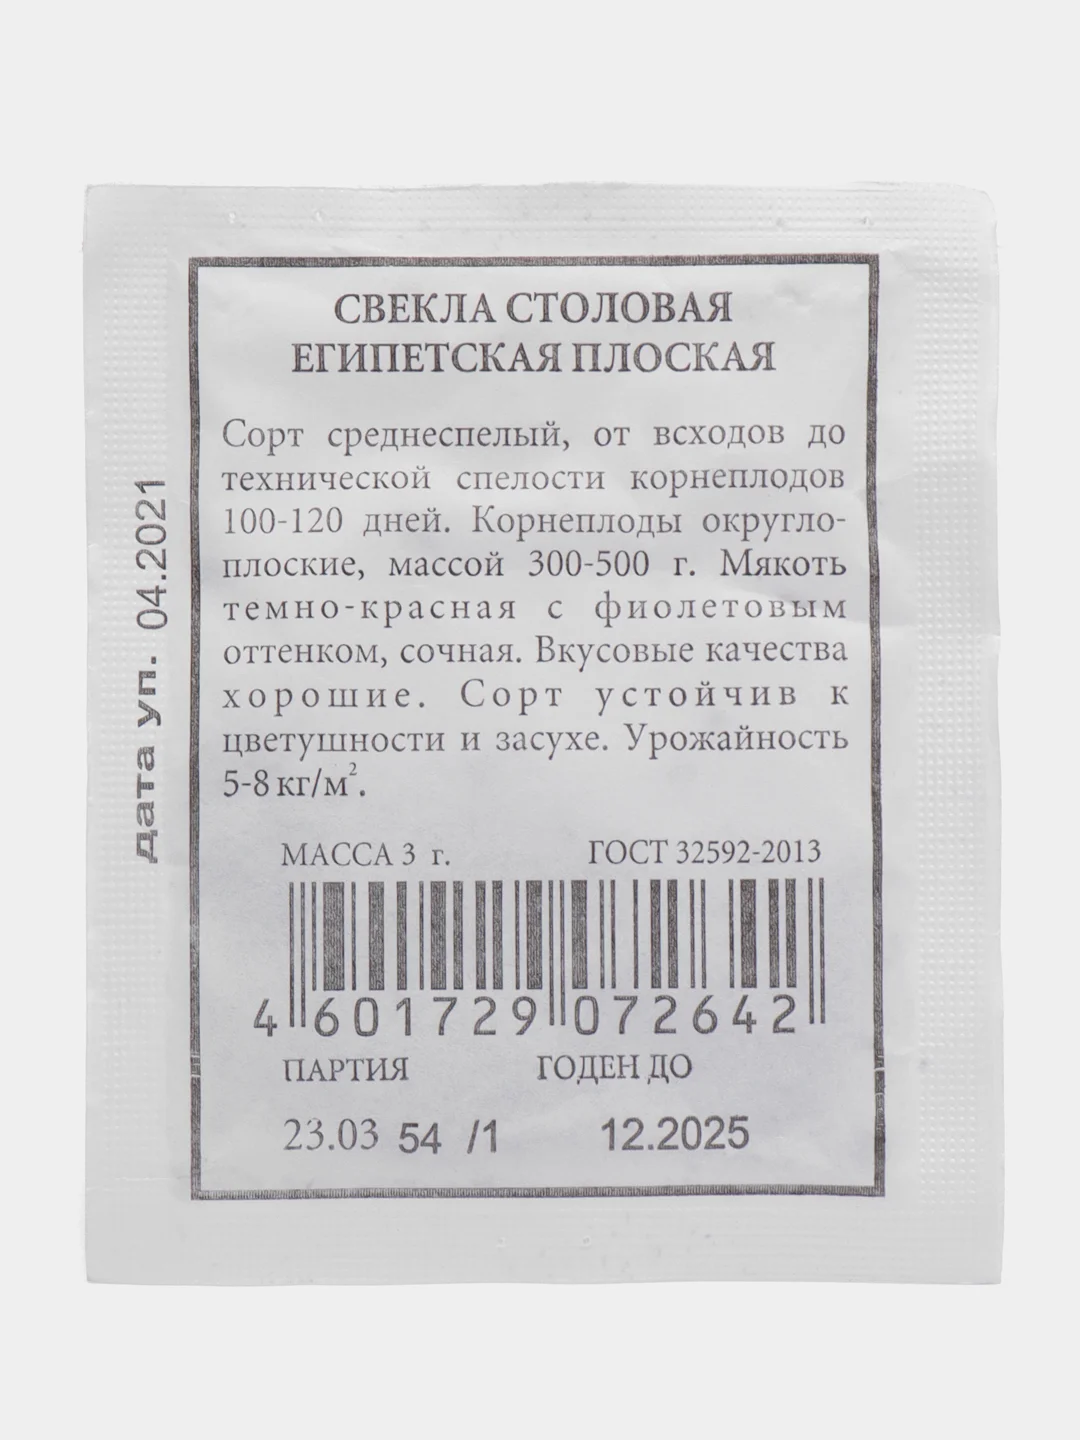 СВЕКЛА СТОЛОВАЯ
ЕГИПЕТСКАЯ ПЛОСКАЯ
Сорт среднеспелый, от всходов до
технической спелости корнеплодов
100-120 дней. Корнеплоды округло-
плоские, массой 300-500 г. Мякоть
темно-красная с фиолетовым
оттенком, сочная. Вкусовые качества
хорошие. Сорт устойчив к
цветушности и засухе. Урожайность
5-8 кг/м².
МАССА 3 г. ГОСТ 32592-2013
4 601729 072642
ПАРТИЯ ГОДЕН ДО
23.03 54 /1 12.2025
дата уп. 04.2021